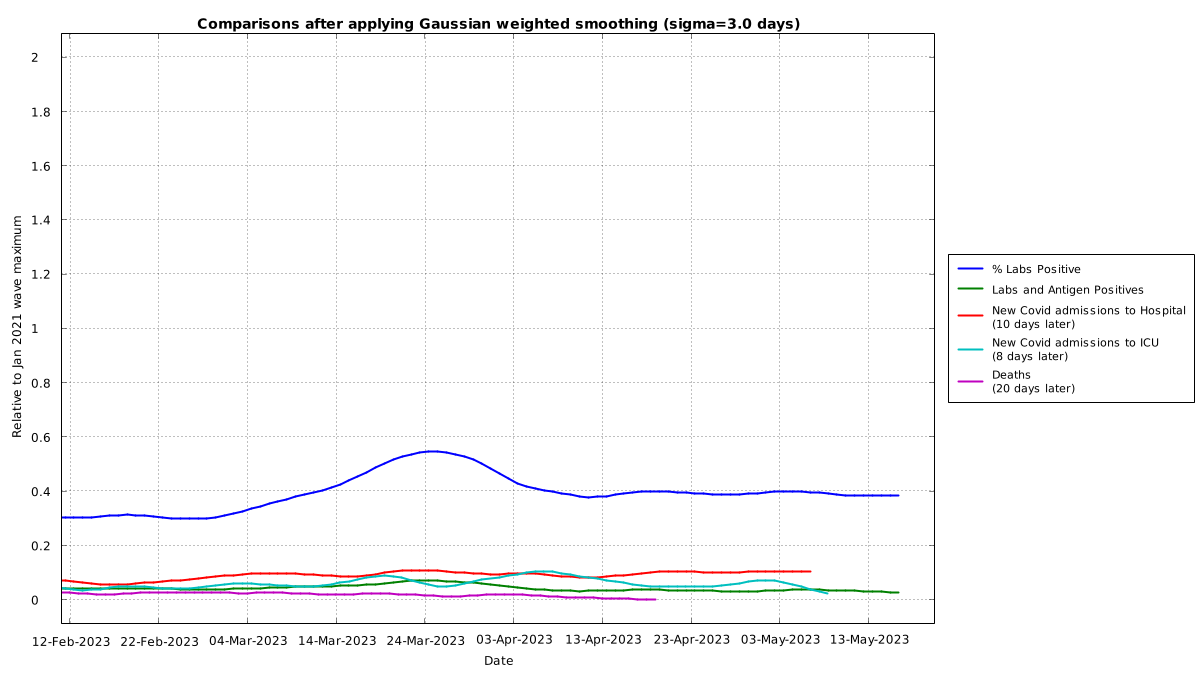 Comparisons after applying Gaussian weighted smoothing (sigma=3.0 days)
Relative to Jan 2021 wave maximum
2
1.8
1.6
1.4
1.2
1
0.8
0.6
0.4
0.2
0
12-Feb-2023 22-Feb-2023 04-Mar-2023 14-Mar-2023 24-Mar-2023 03-Apr-2023 13-Apr-2023 23-Apr-2023 03-May-2023 13-May-2023
Date
% Labs Positive
Labs and Antigen Positives
New Covid admissions to Hospital
(10 days later)
New Covid admissions to ICU
(8 days later)
Deaths
(20 days later)